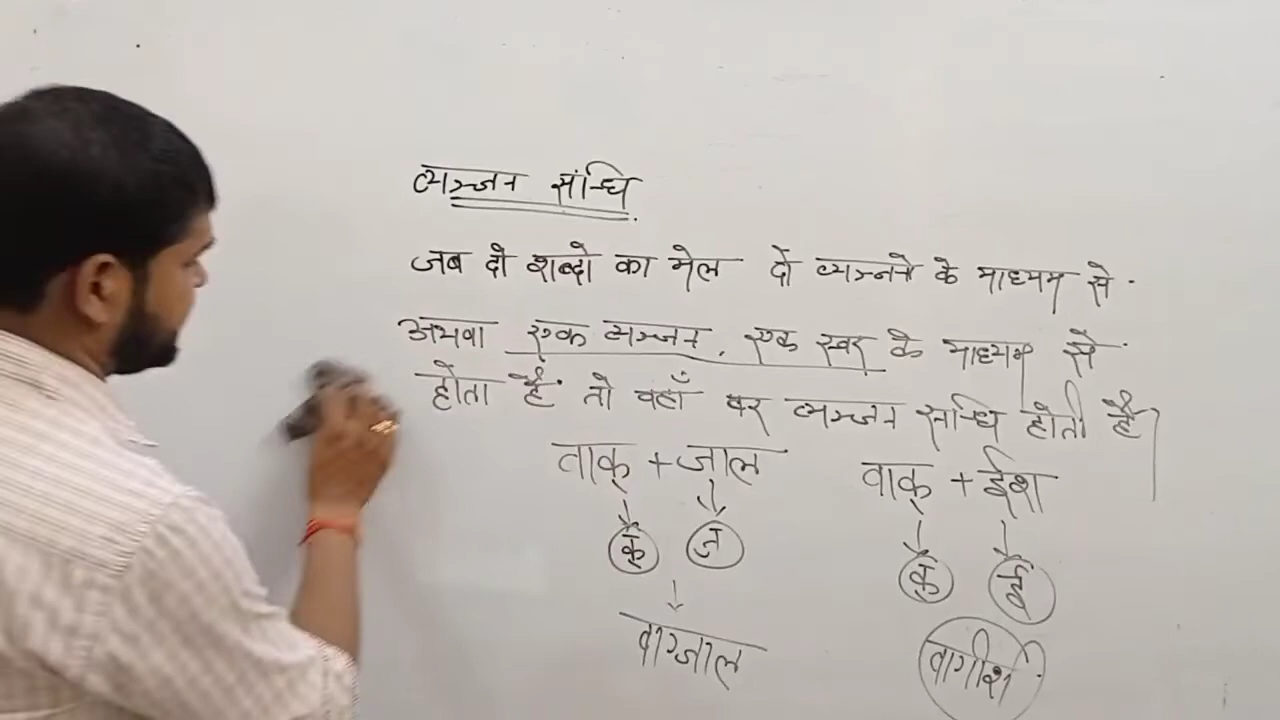 व्यञ्जन संन्धि
जब दो शब्दो का मेल दो व्यञ्नने के माध्यम से
अथवा एक व्यञ्जन, एक स्वर के माध्यम से
होता है तो वहाँ पर व्यञ्जन सन्धि होती है
वाक् + जाल वाक् + ईश
क् ज क् ई
वाग्जाल वागीश